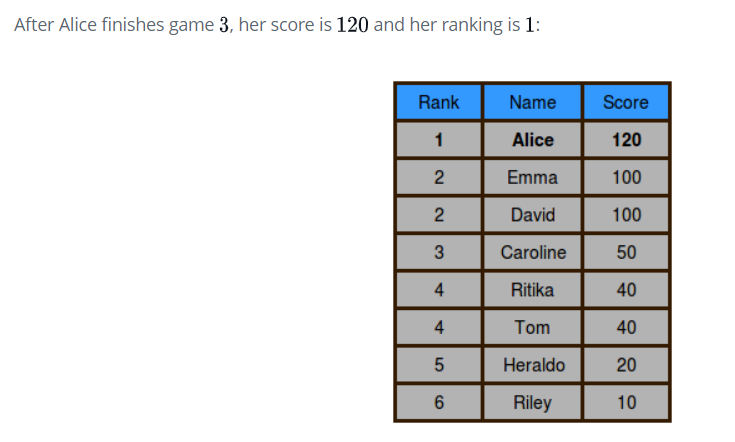 After Alice finishes game 3, her score is 120 and her ranking is 1:
Rank Name Score
1 Alice 120
2 Emma 100
2 David 100
3 Caroline 50
4 Ritika 40
4 Tom 40
5 Heraldo 20
6 Riley 10